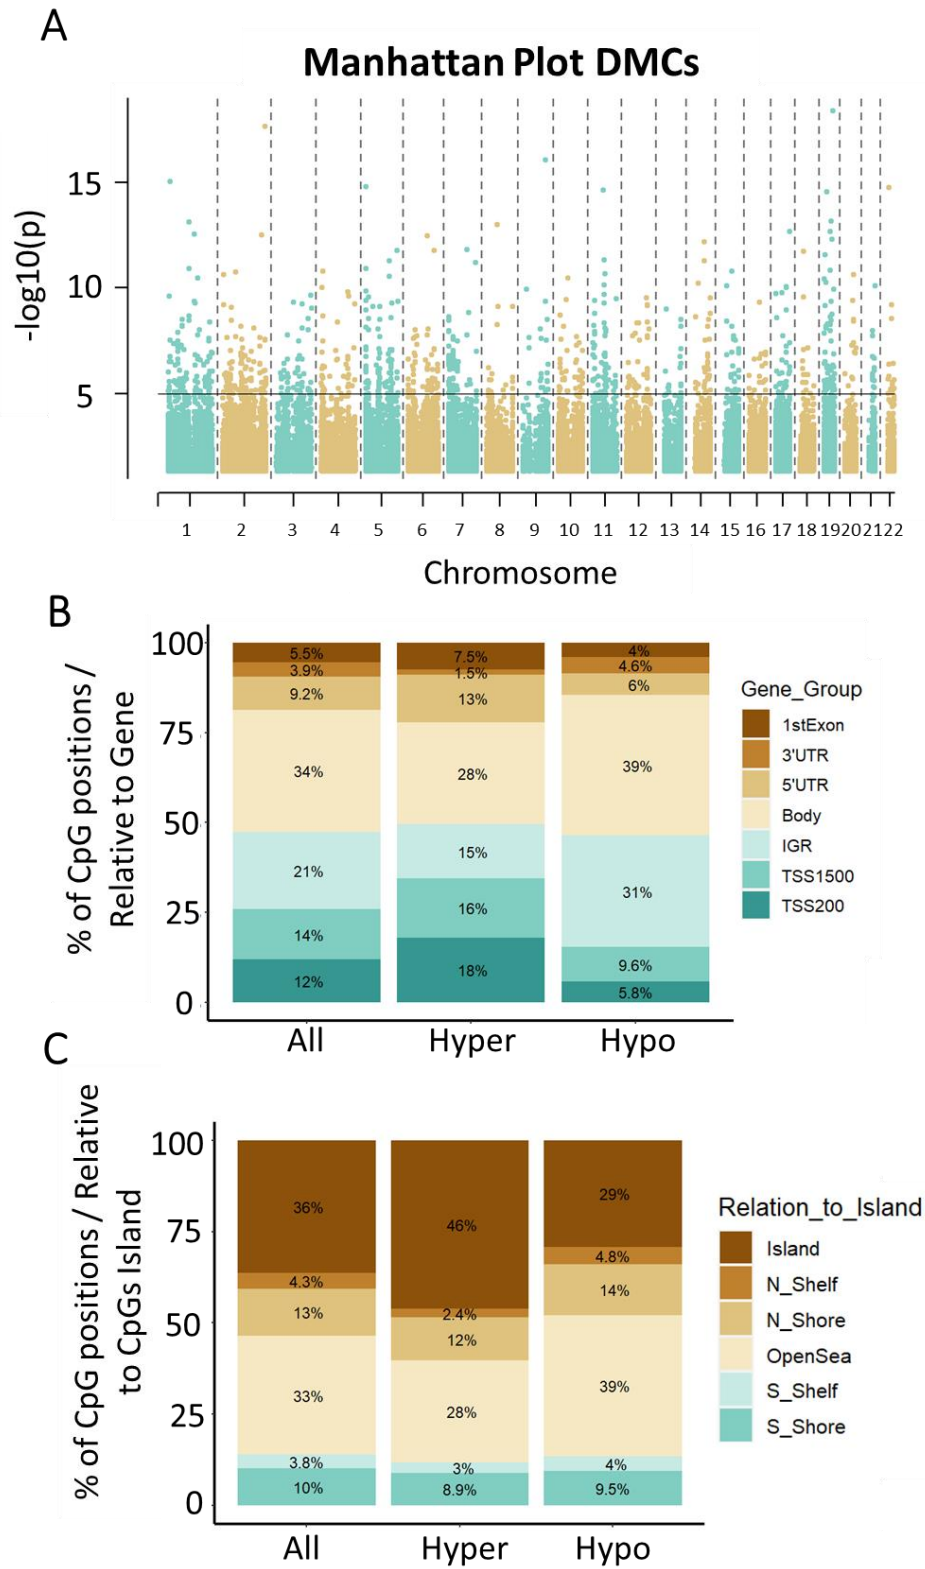 A
Manhattan Plot DMCs
-log10(p)
15
10
5
1 2 3 4 5 6 7 8 9 10 11 12 13 14 15 16 17 18 19 20 21 22
Chromosome
B
% of CpG positions /
Relative to Gene
100
75
50
25
0
5.5%
3.9%
9.2%
34%
21%
14%
12%
7.5%
1.5%
13%
28%
15%
16%
18%
4%
4.6%
6%
39%
31%
9.6%
5.8%
All Hyper Hypo
Gene_Group
1stExon
3'UTR
5'UTR
Body
IGR
TSS1500
TSS200
C
% of CpG positions / Relative
to CpGs Island
100
75
50
25
0
36%
4.3%
13%
33%
3.8%
10%
46%
2.4%
12%
28%
3%
8.9%
29%
4.8%
14%
39%
4%
9.5%
All Hyper Hypo
Relation_to_Island
Island
N_Shelf
N_Shore
OpenSea
S_Shelf
S_Shore